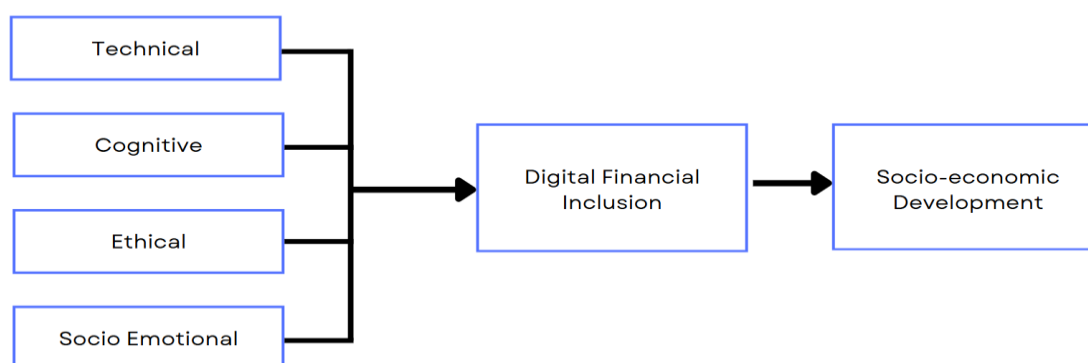 Technical
Cognitive
Ethical
Socio Emotional
Digital Financial
Inclusion
Socio-economic
Development